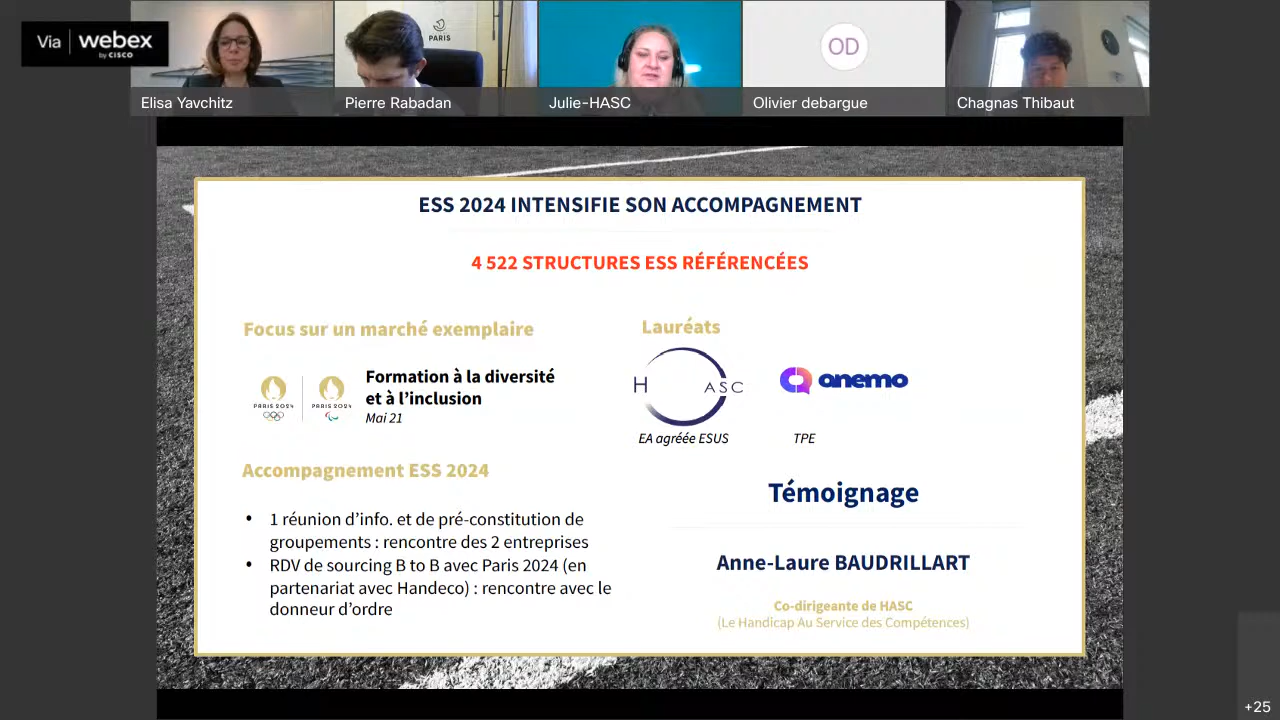 Via webex
by CISCO
PARIS
OD
Elisa Yavchitz
Pierre Rabadan
Julie-HASC
Olivier debargue
Chagnas Thibaut
ESS 2024 INTENSIFIE SON ACCOMPAGNEMENT
4 522 STRUCTURES ESS RÉFÉRENCÉES
Focus sur un marché exemplaire
PARIS 2024
PARIS 2024
Formation à la diversité
et à l’inclusion
Mai 21
Accompagnement ESS 2024
• 1 réunion d’info. et de pré-constitution de
groupements : rencontre des 2 entreprises
• RDV de sourcing B to B avec Paris 2024 (en
partenariat avec Handeco) : rencontre avec le
donneur d’ordre
Lauréats
H ASC
onemo
EA agréée ESUS
TPE
Témoignage
Anne-Laure BAUDRILLART
Co-dirigeante de HASC
(Le Handicap Au Service des Compétences)
+25